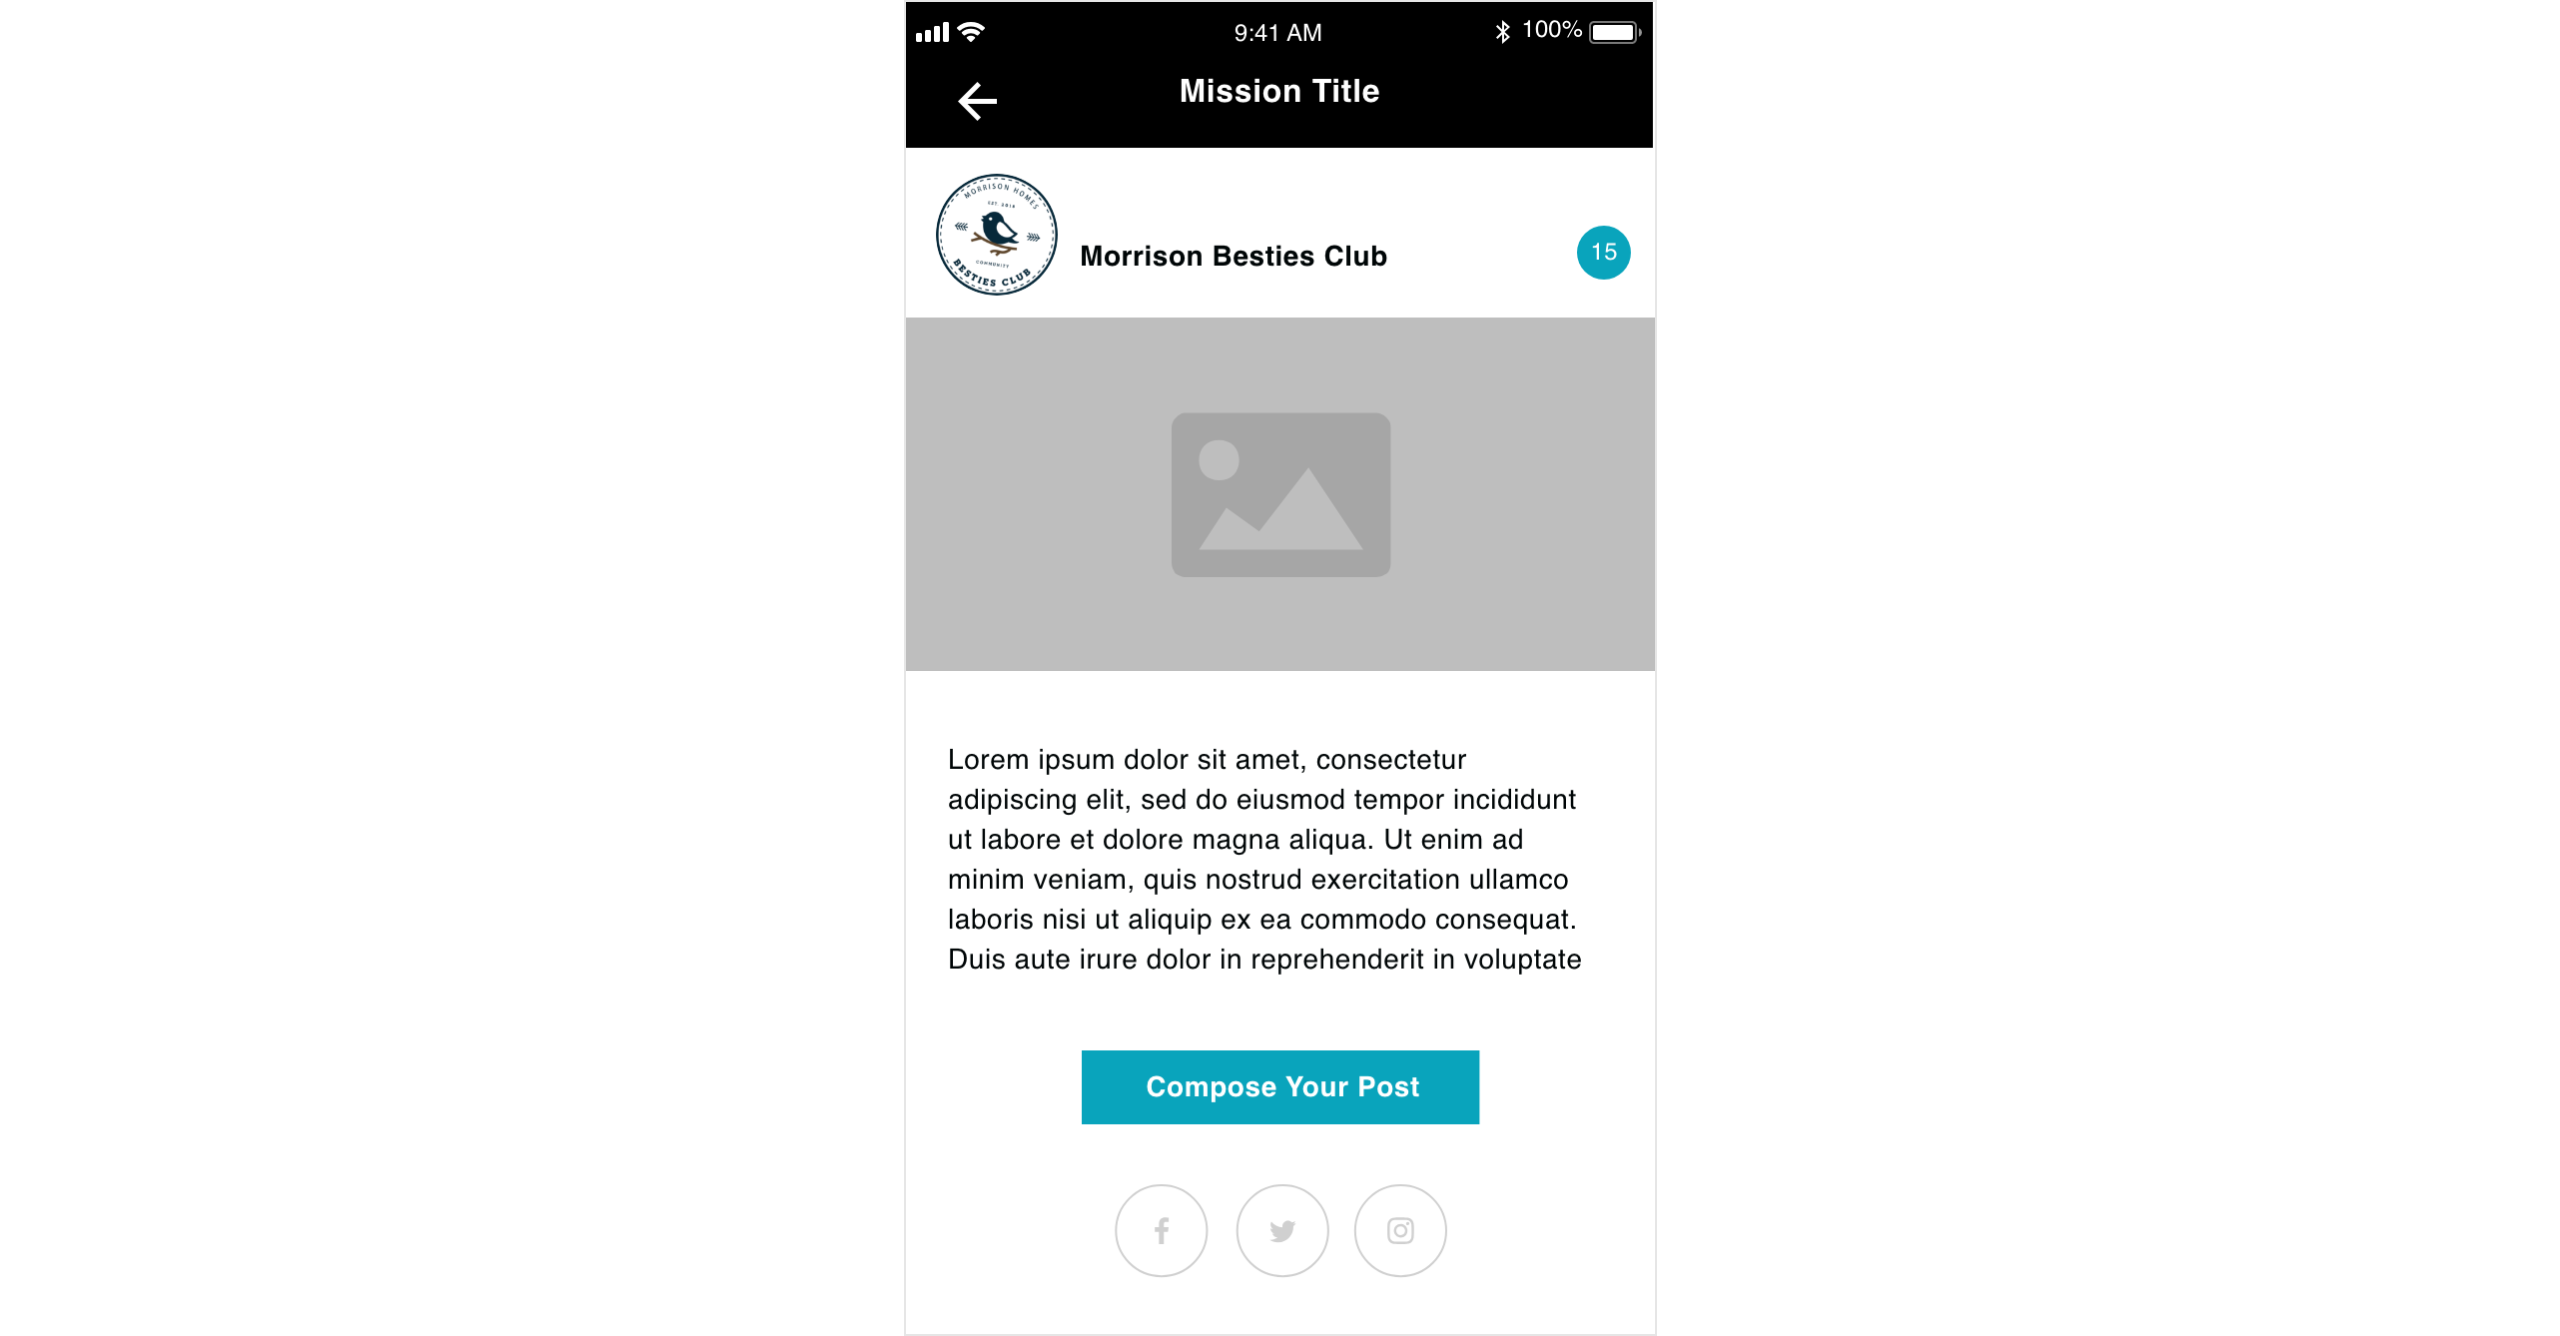 9:41 AM
100%
Mission Title
MORRISON HOMES
EST. 2018
COMMUNITY
BESTIES CLUB
Morrison Besties Club
15
Lorem ipsum dolor sit amet, consectetur
adipiscing elit, sed do eiusmod tempor incididunt
ut labore et dolore magna aliqua. Ut enim ad
minim veniam, quis nostrud exercitation ullamco
laboris nisi ut aliquip ex ea commodo consequat.
Duis aute irure dolor in reprehenderit in voluptate
Compose Your Post